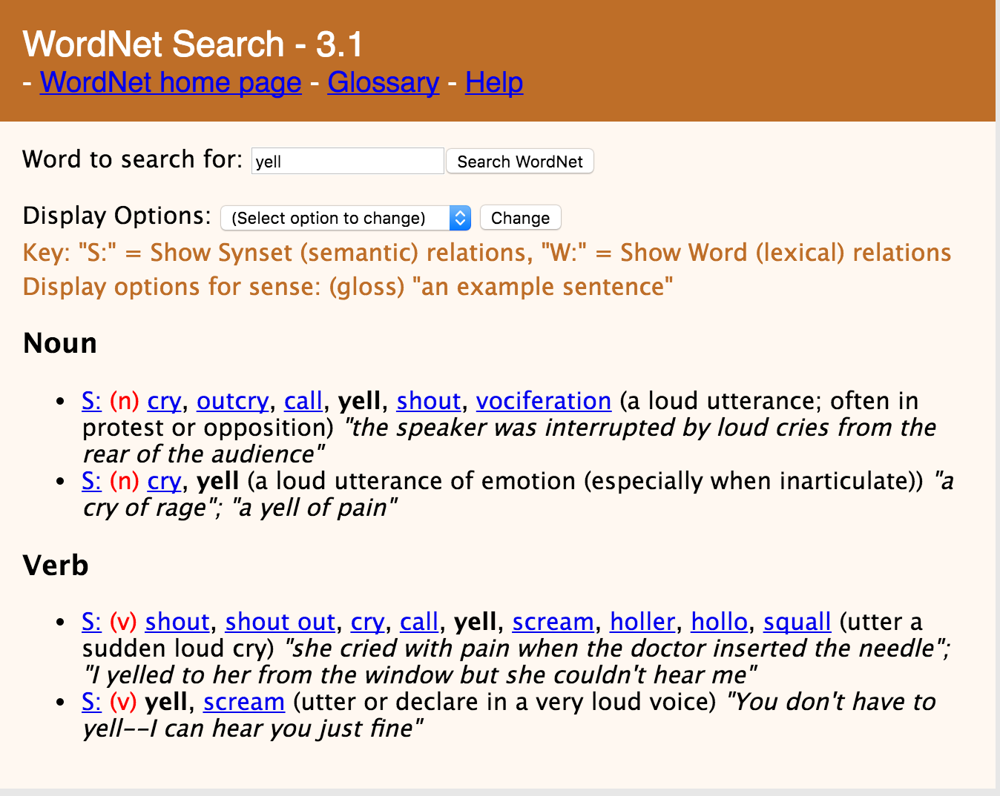 WordNet Search - 3.1
- WordNet home page - Glossary - Help
Word to search for: yell Search WordNet
Display Options: (Select option to change) Change
Key: "S:" = Show Synset (semantic) relations, "W:" = Show Word (lexical) relations
Display options for sense: (gloss) "an example sentence"
Noun
• S: (n) cry, outcry, call, yell, shout, vociferation (a loud utterance; often in
protest or opposition) "the speaker was interrupted by loud cries from the
rear of the audience"
• S: (n) cry, yell (a loud utterance of emotion (especially when inarticulate)) "a
cry of rage"; "a yell of pain"
Verb
• S: (v) shout, shout out, cry, call, yell, scream, holler, hollo, squall (utter a
sudden loud cry) "she cried with pain when the doctor inserted the needle";
"I yelled to her from the window but she couldn't hear me"
• S: (v) yell, scream (utter or declare in a very loud voice) "You don't have to
yell--I can hear you just fine"